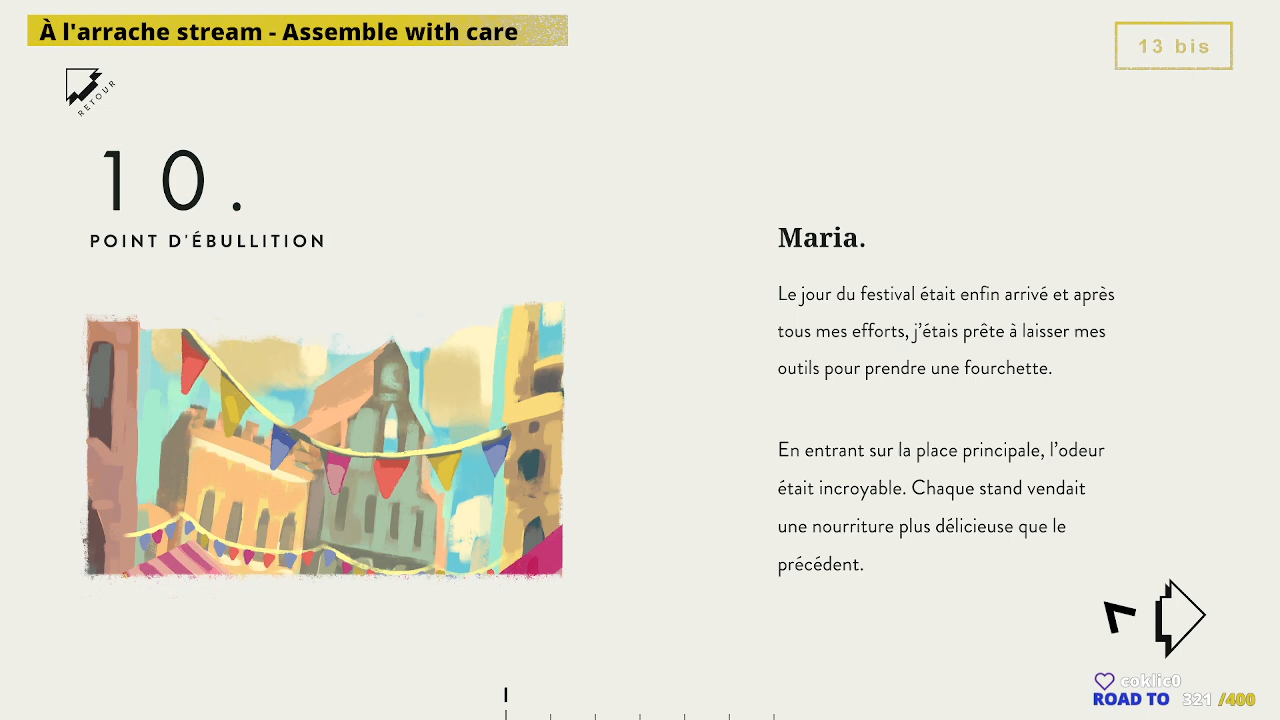 À l'arrache stream - Assemble with care
13 bis
RETOUR
10.
POINT D'ÉBULLITION
Maria.
Le jour du festival était enfin arrivé et après
tous mes efforts, j'étais prête à laisser mes
outils pour prendre une fourchette.
En entrant sur la place principale, l'odeur
était incroyable. Chaque stand vendait
une nourriture plus délicieuse que le
précédent.
coklic0
ROAD TO 321 /400